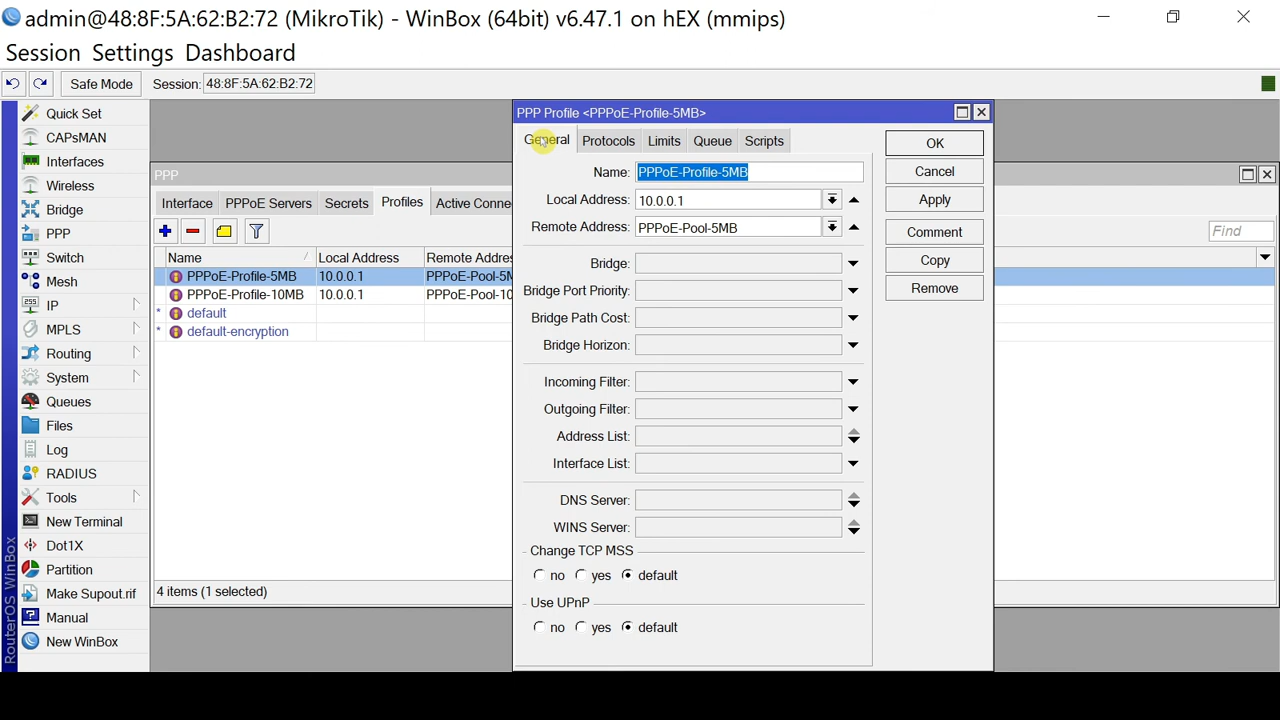 admin@48:8F:5A:62:B2:72 (MikroTik) - WinBox (64bit) v6.47.1 on hEX (mmips)
Session Settings Dashboard
Safe Mode Session: 48:8F:5A:62:B2:72
Quick Set
CAPsMAN
Interfaces
Wireless
Bridge
PPP
Switch
Mesh
IP
MPLS
Routing
System
Queues
Files
Log
RADIUS
Tools
New Terminal
Dot1X
Partition
Make Supout.rif
Manual
New WinBox
RouterOS WinBox
PPP
Interface PPPoE Servers Secrets Profiles Active Conne
Find
Name Local Address Remote Addres
PPPoE-Profile-5MB 10.0.0.1 PPPoE-Pool-5M
PPPoE-Profile-10MB 10.0.0.1 PPPoE-Pool-10
* default
* default-encryption
4 items (1 selected)
PPP Profile <PPPoE-Profile-5MB>
General Protocols Limits Queue Scripts
Name: PPPoE-Profile-5MB
Local Address: 10.0.0.1
Remote Address: PPPoE-Pool-5MB
Bridge:
Bridge Port Priority:
Bridge Path Cost:
Bridge Horizon:
Incoming Filter:
Outgoing Filter:
Address List:
Interface List:
DNS Server:
WINS Server:
Change TCP MSS
no yes default
Use UPnP
no yes default
OK
Cancel
Apply
Comment
Copy
Remove